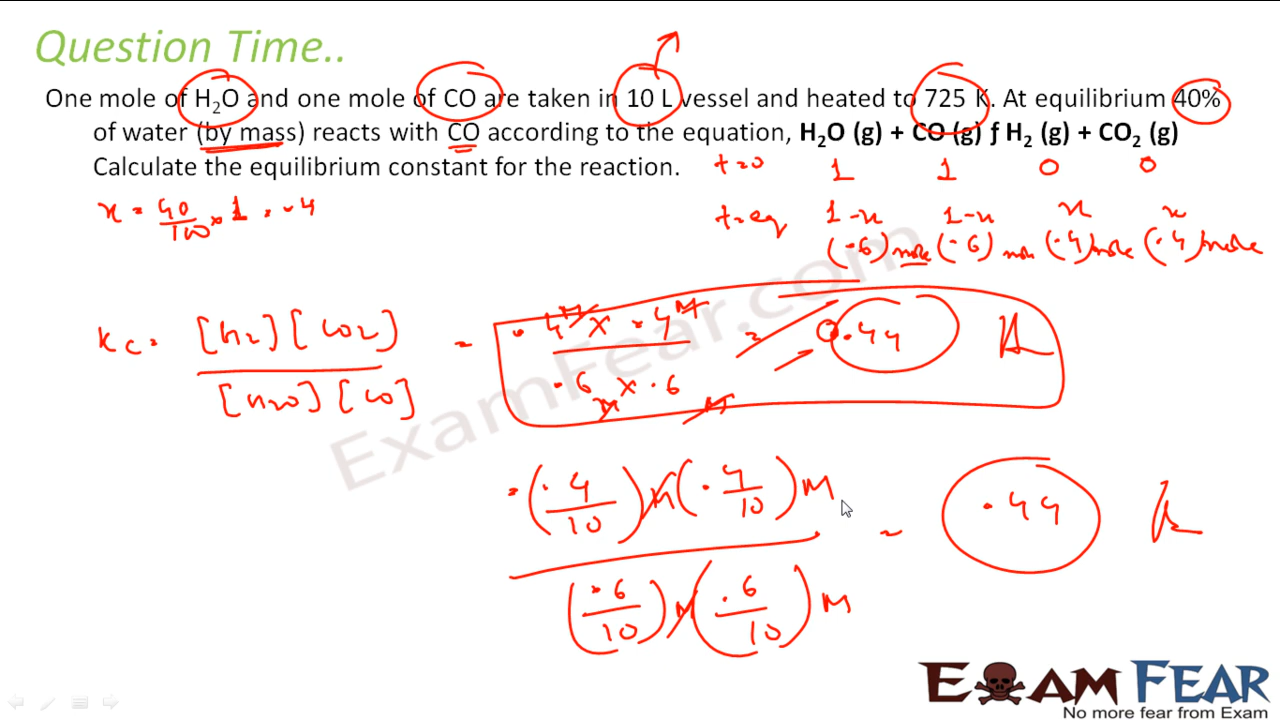 Question Time..
One mole of H₂O and one mole of CO are taken in 10 L vessel and heated to 725 K. At equilibrium 40%
of water (by mass) reacts with CO according to the equation, H₂O (g) + CO (g) ƒ H₂ (g) + CO₂ (g)
Calculate the equilibrium constant for the reaction. t=0 1 1 0 0
x = 40/100 × 1 = .4
t=eq 1-x 1-x x x
(.6) mole (.6) mole (.4) mole (.4) mole
Kc = [H2][CO2] / [H2O][CO] = .4M × .4M / .6M × .6M = 0.44
= (.4/10)M (.4/10)M / (.6/10)M (.6/10)M = .44
ExamFear.com
EXAM FEAR
No more fear from Exam